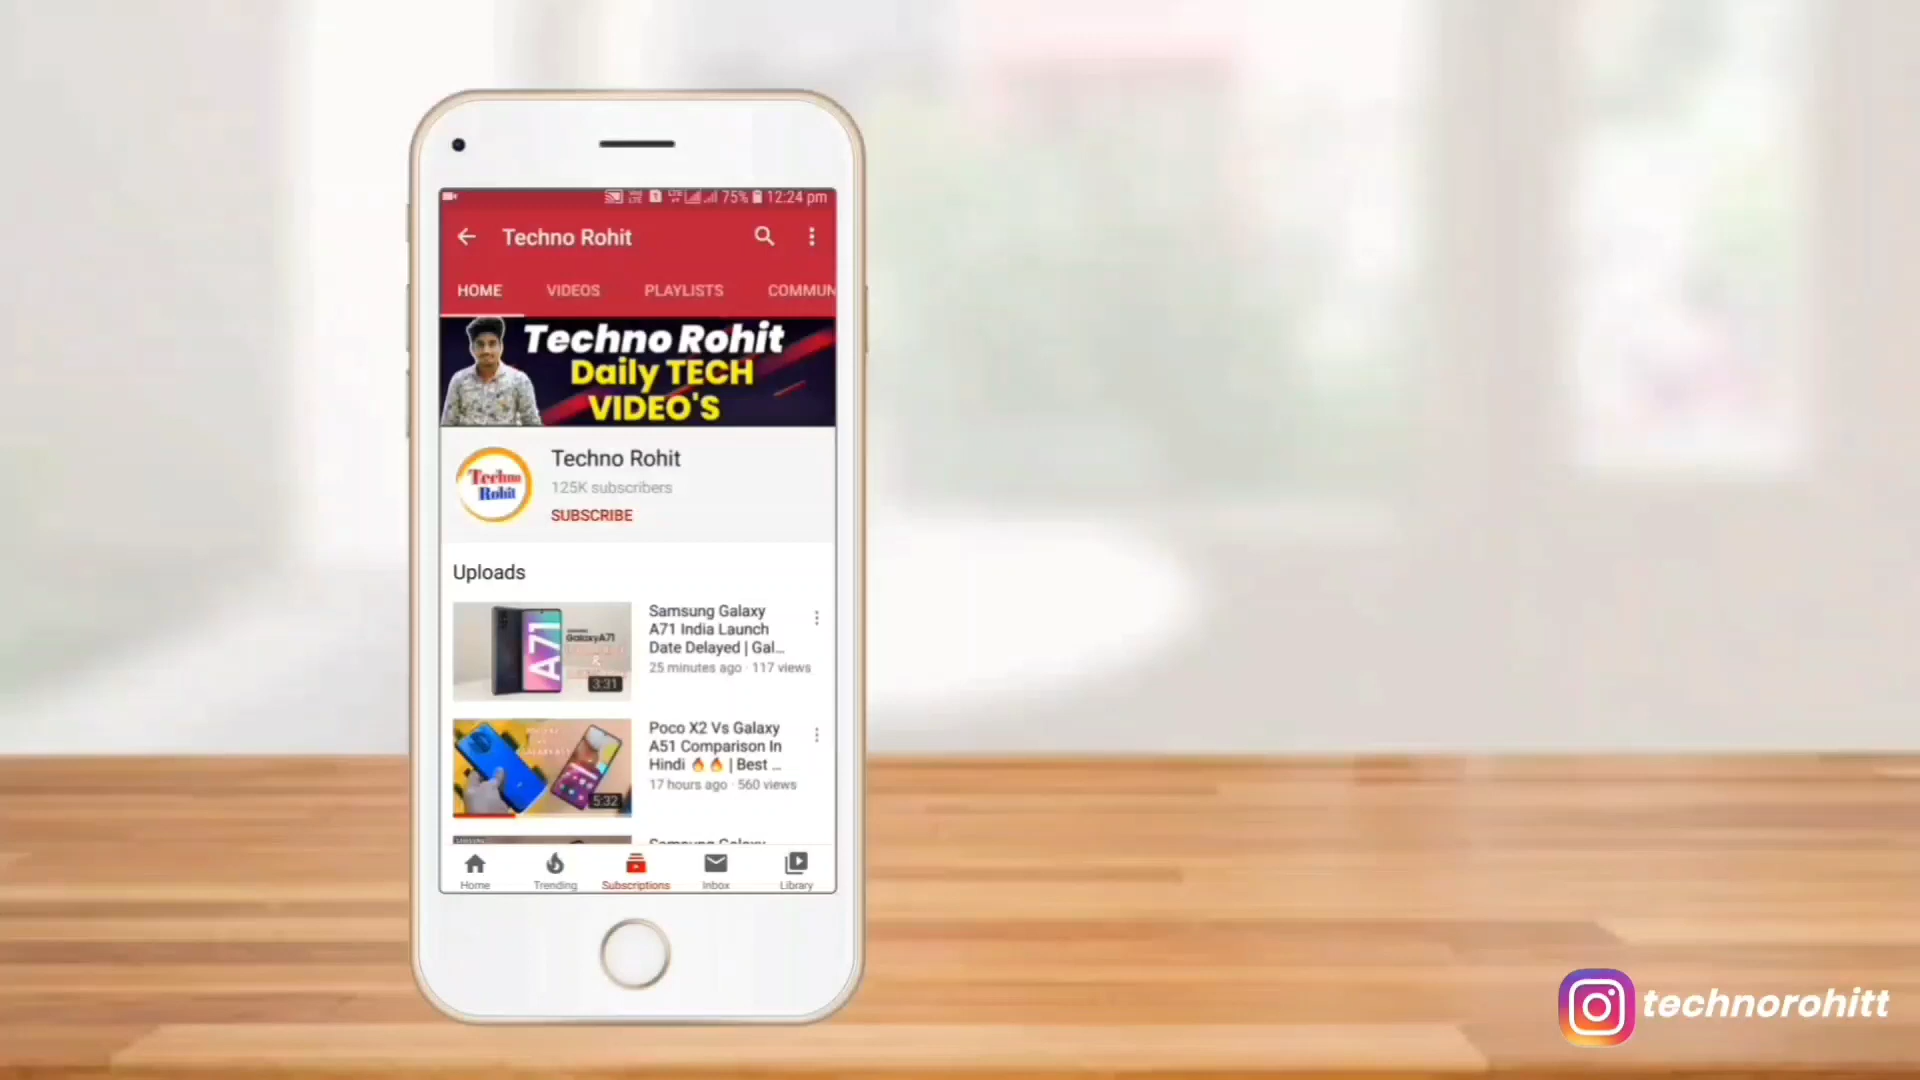 75% 12:24 pm
Techno Rohit
HOME VIDEOS PLAYLISTS COMMUN
Techno Rohit
Daily TECH
VIDEO'S
Techno
Rohit
Techno Rohit
125K subscribers
SUBSCRIBE
Uploads
A71
GalaxyA71
3:31
Samsung Galaxy
A71 India Launch
Date Delayed | Gal...
25 minutes ago · 117 views
5:32
Poco X2 Vs Galaxy
A51 Comparison In
Hindi 🔥🔥 | Best ...
17 hours ago · 560 views
Samsung Galaxy
Home Trending Subscriptions Inbox Library
technorohitt